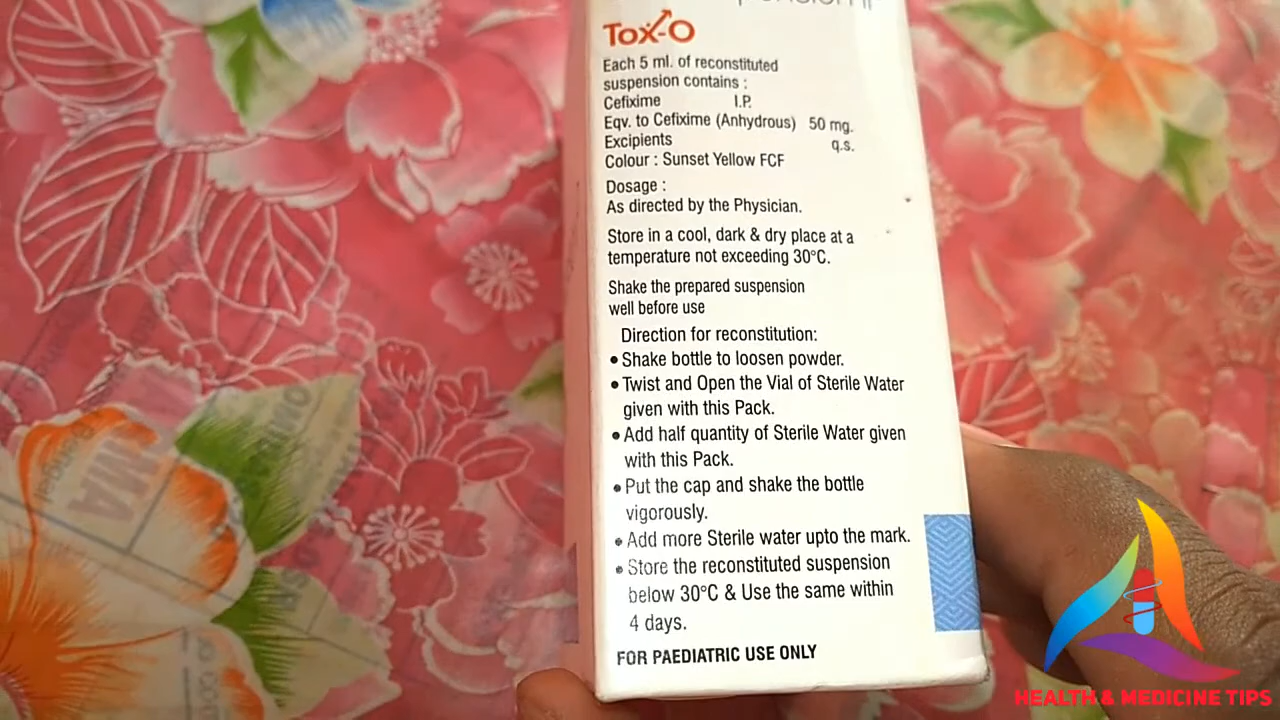 Tox-O
Each 5 ml. of reconstituted
suspension contains :
Cefixime I.P.
Eqv. to Cefixime (Anhydrous) 50 mg.
Excipients q.s.
Colour : Sunset Yellow FCF
Dosage :
As directed by the Physician.
Store in a cool, dark & dry place at a
temperature not exceeding 30°C.
Shake the prepared suspension
well before use
Direction for reconstitution:
• Shake bottle to loosen powder.
• Twist and Open the Vial of Sterile Water
given with this Pack.
• Add half quantity of Sterile Water given
with this Pack.
• Put the cap and shake the bottle
vigorously.
• Add more Sterile water upto the mark.
• Store the reconstituted suspension
below 30°C & Use the same within
4 days.
FOR PAEDIATRIC USE ONLY
HEALTH & MEDICINE TIPS